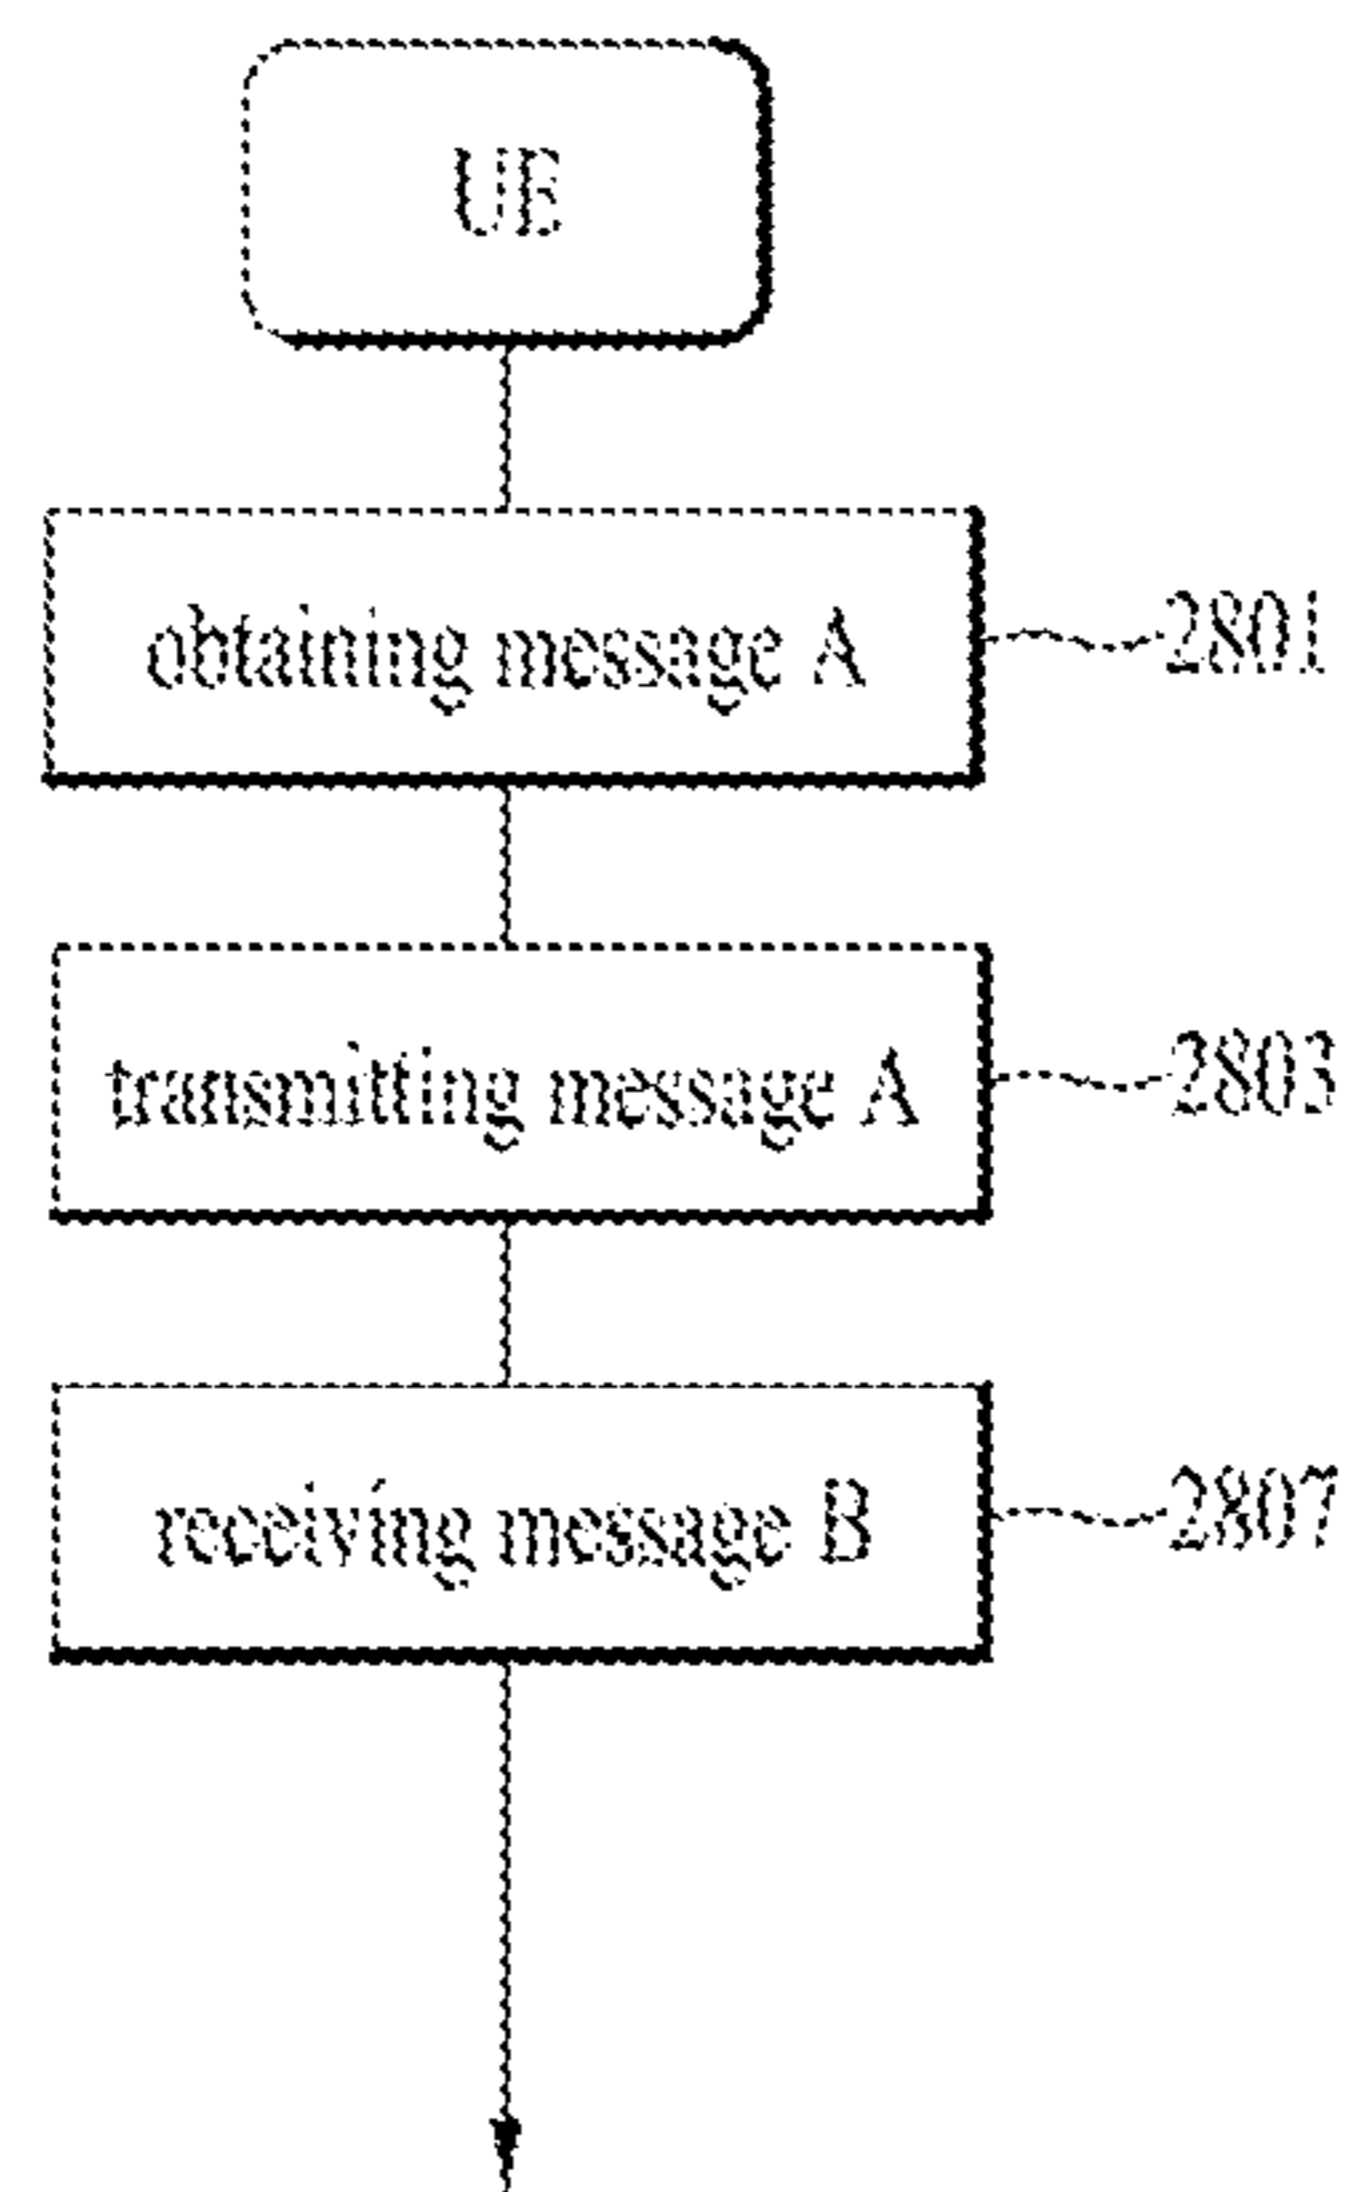 UE
obtaining message A
2801
transmitting message A
2803
receiving message B
2807